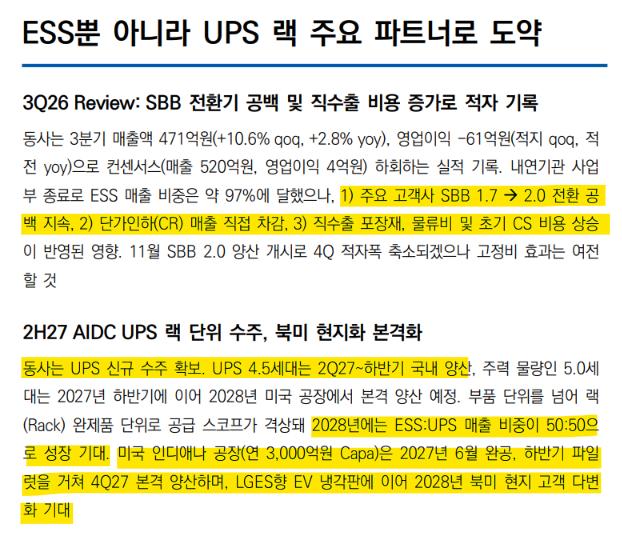 ESS뿐 아니라 UPS 랙 주요 파트너로 도약
3Q26 Review: SBB 전환기 공백 및 직수출 비용 증가로 적자 기록
동사는 3분기 매출액 471억원(+10.6% qoq, +2.8% yoy), 영업이익 -61억원(적지 qoq, 적
전 yoy)으로 컨센서스(매출 520억원, 영업이익 4억원) 하회하는 실적 기록. 내연기관 사업
부 종료로 ESS 매출 비중은 약 97%에 달했으나, 1) 주요 고객사 SBB 1.7 → 2.0 전환 공
백 지속, 2) 단가인하(CR) 매출 직접 차감, 3) 직수출 포장재, 물류비 및 초기 CS 비용 상승
이 반영된 영향. 11월 SBB 2.0 양산 개시로 4Q 적자폭 축소되겠으나 고정비 효과는 여전
할 것
2H27 AIDC UPS 랙 단위 수주, 북미 현지화 본격화
동사는 UPS 신규 수주 확보. UPS 4.5세대는 2Q27~하반기 국내 양산, 주력 물량인 5.0세
대는 2027년 하반기에 이어 2028년 미국 공장에서 본격 양산 예정. 부품 단위를 넘어 랙
(Rack) 완제품 단위로 공급 스코프가 격상돼 2028년에는 ESS:UPS 매출 비중이 50:50으
로 성장 기대. 미국 인디애나 공장(연 3,000억원 Capa)은 2027년 6월 완공, 하반기 파일
럿을 거쳐 4Q27 본격 양산하며, LGES향 EV 냉각판에 이어 2028년 북미 현지 고객 다변
화 기대